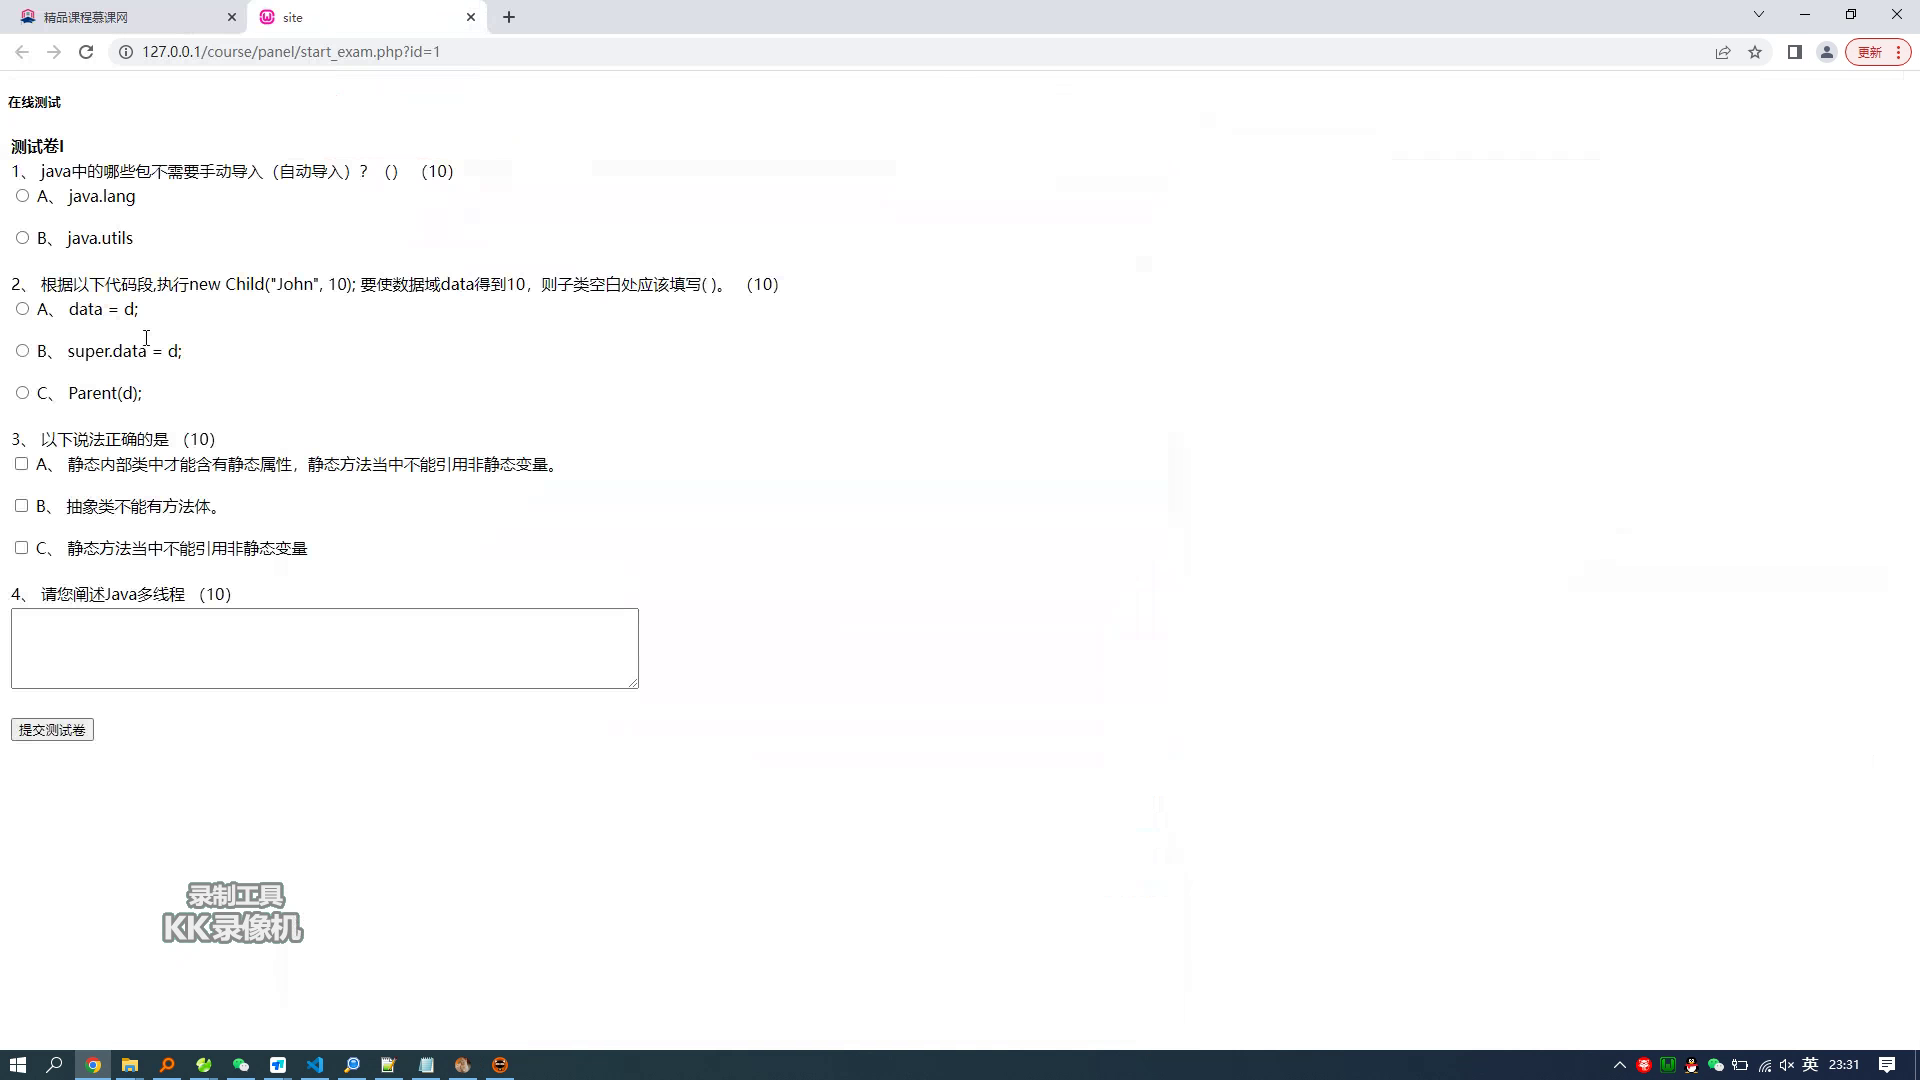 精品课程慕课网
site
127.0.0.1/course/panel/start_exam.php?id=1
更新
在线测试
测试卷I
1、 java中的哪些包不需要手动导入（自动导入）？ （） （10）
A、 java.lang
B、 java.utils
2、 根据以下代码段,执行new Child("John", 10); 要使数据域data得到10，则子类空白处应该填写( )。 （10）
A、 data = d;
B、 super.data = d;
C、 Parent(d);
3、 以下说法正确的是 （10）
A、 静态内部类中才能含有静态属性，静态方法当中不能引用非静态变量。
B、 抽象类不能有方法体。
C、 静态方法当中不能引用非静态变量
4、 请您阐述Java多线程 （10）
提交测试卷
录制工具
KK录像机
英 23:31